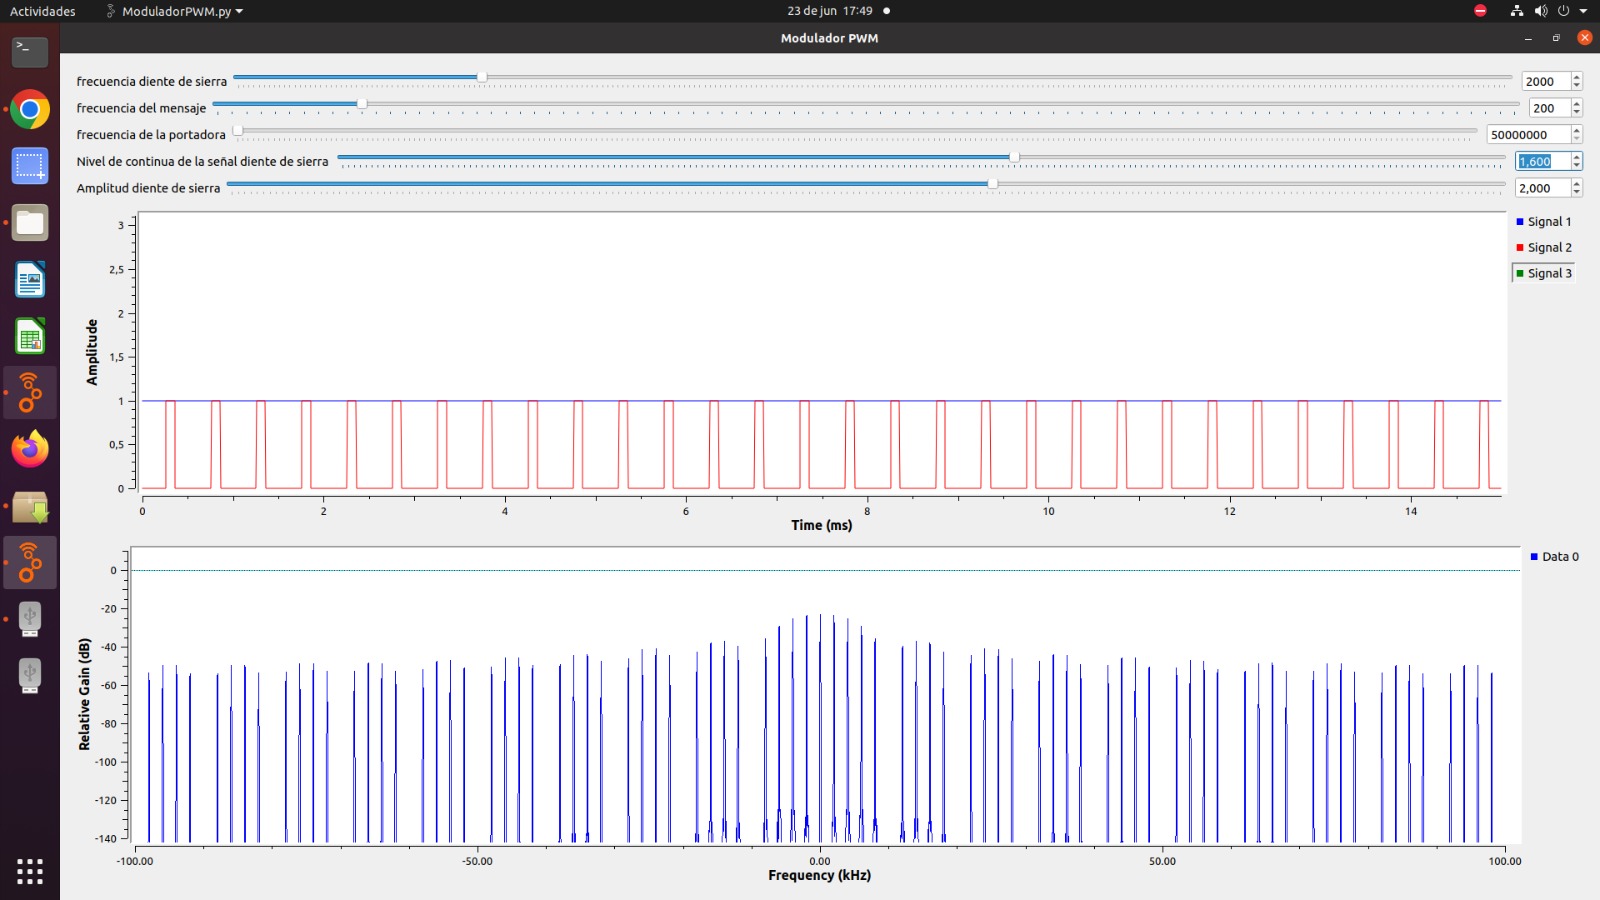 Actividades
ModuladorPWM.py
23 de jun 17:49
Modulador PWM
frecuencia diente de sierra
2000
frecuencia del mensaje
200
frecuencia de la portadora
50000000
Nivel de continua de la señal diente de sierra
1,600
Amplitud diente de sierra
2,000
Signal 1
Signal 2
Signal 3
Amplitude
3
2,5
2
1,5
1
0,5
0
0 2 4 6 8 10 12 14
Time (ms)
Data 0
Relative Gain (dB)
0
-20
-40
-60
-80
-100
-120
-140
-100.00 -50.00 0.00 50.00 100.00
Frequency (kHz)